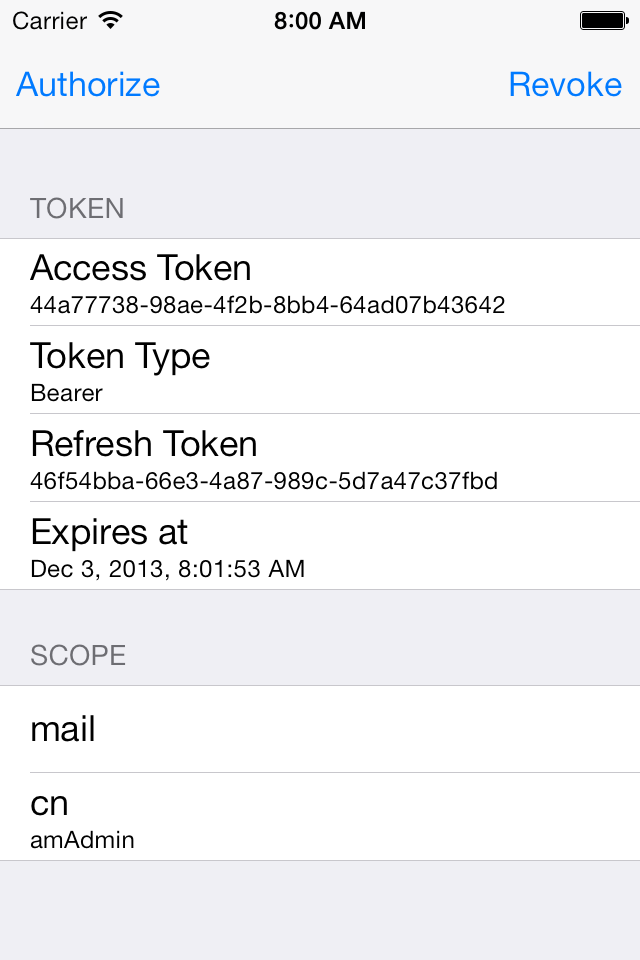 Carrier 8:00 AM
Authorize Revoke
TOKEN
Access Token
44a77738-98ae-4f2b-8bb4-64ad07b43642
Token Type
Bearer
Refresh Token
46f54bba-66e3-4a87-989c-5d7a47c37fbd
Expires at
Dec 3, 2013, 8:01:53 AM
SCOPE
mail
cn
amAdmin